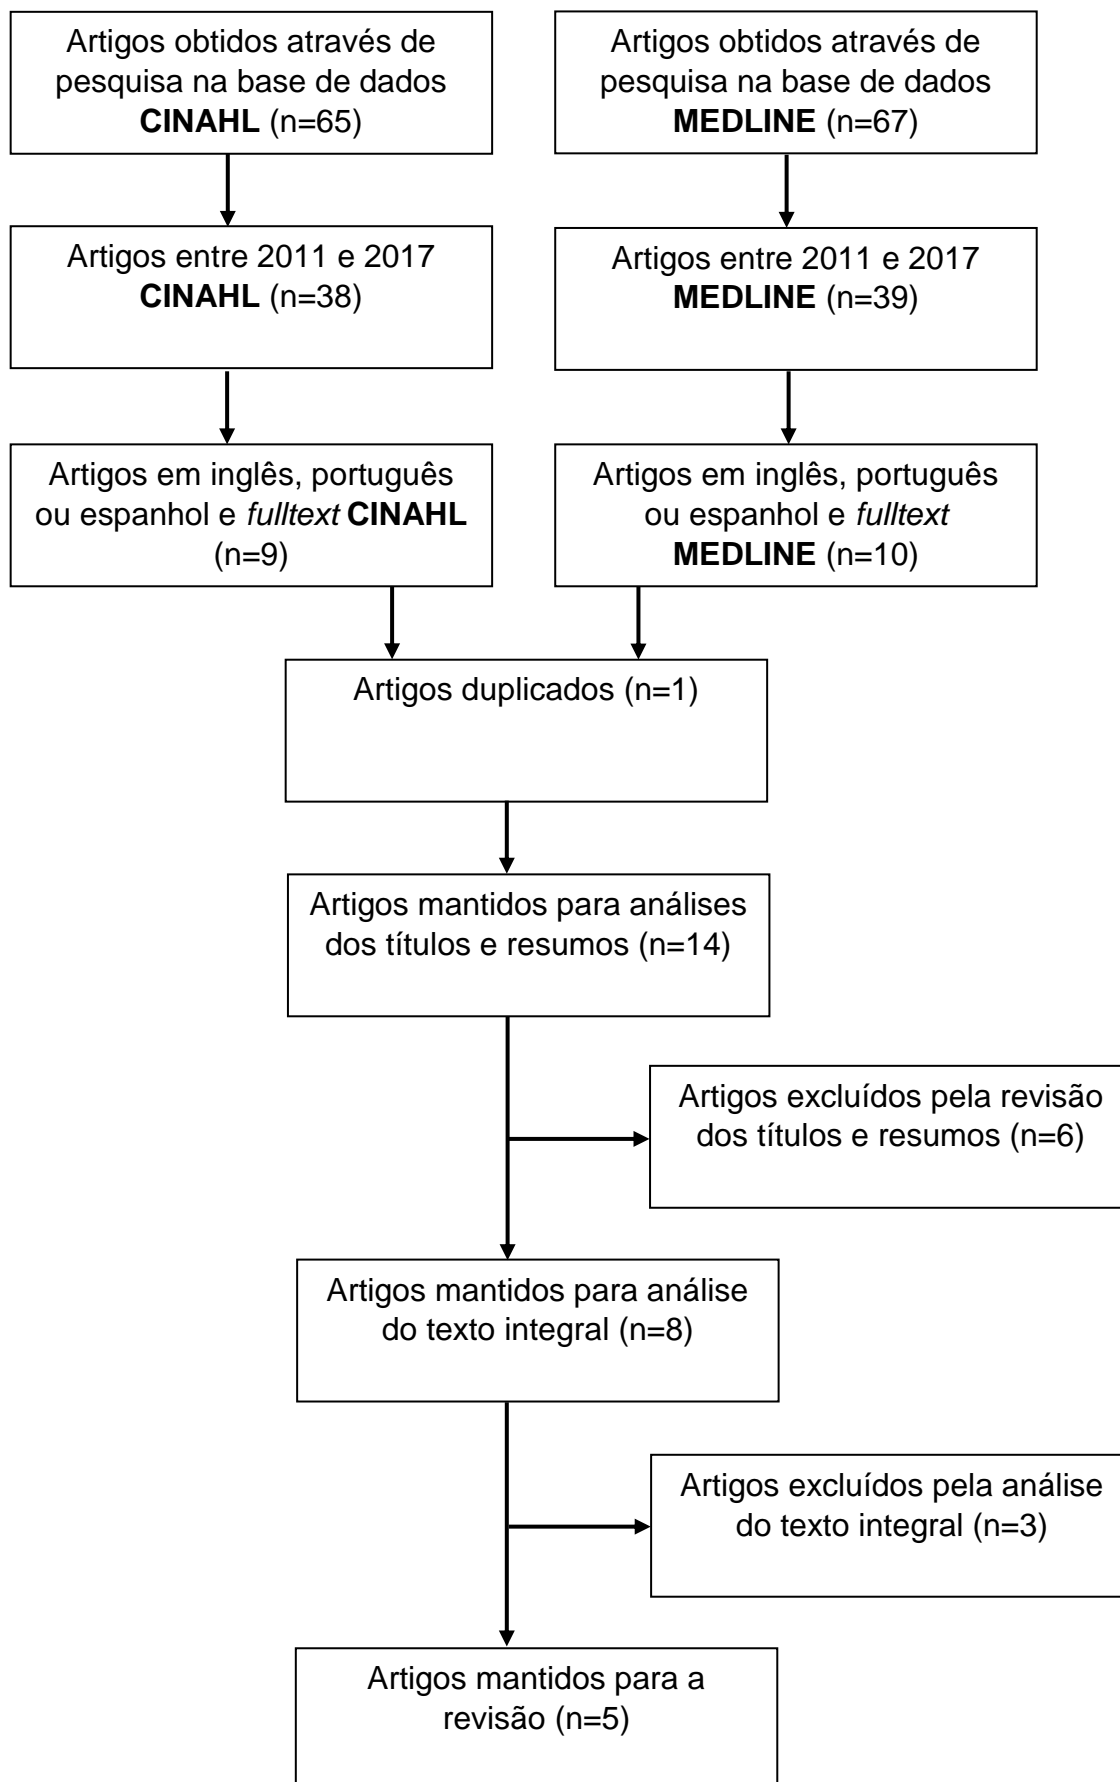 Artigos obtidos através de
pesquisa na base de dados
CINAHL (n=65)
Artigos obtidos através de
pesquisa na base de dados
MEDLINE (n=67)
Artigos entre 2011 e 2017
CINAHL (n=38)
Artigos entre 2011 e 2017
MEDLINE (n=39)
Artigos em inglês, português
ou espanhol e fulltext CINAHL
(n=9)
Artigos em inglês, português
ou espanhol e fulltext
MEDLINE (n=10)
Artigos duplicados (n=1)
Artigos mantidos para análises
dos títulos e resumos (n=14)
Artigos excluídos pela revisão
dos títulos e resumos (n=6)
Artigos mantidos para análise
do texto integral (n=8)
Artigos excluídos pela análise
do texto integral (n=3)
Artigos mantidos para a
revisão (n=5)